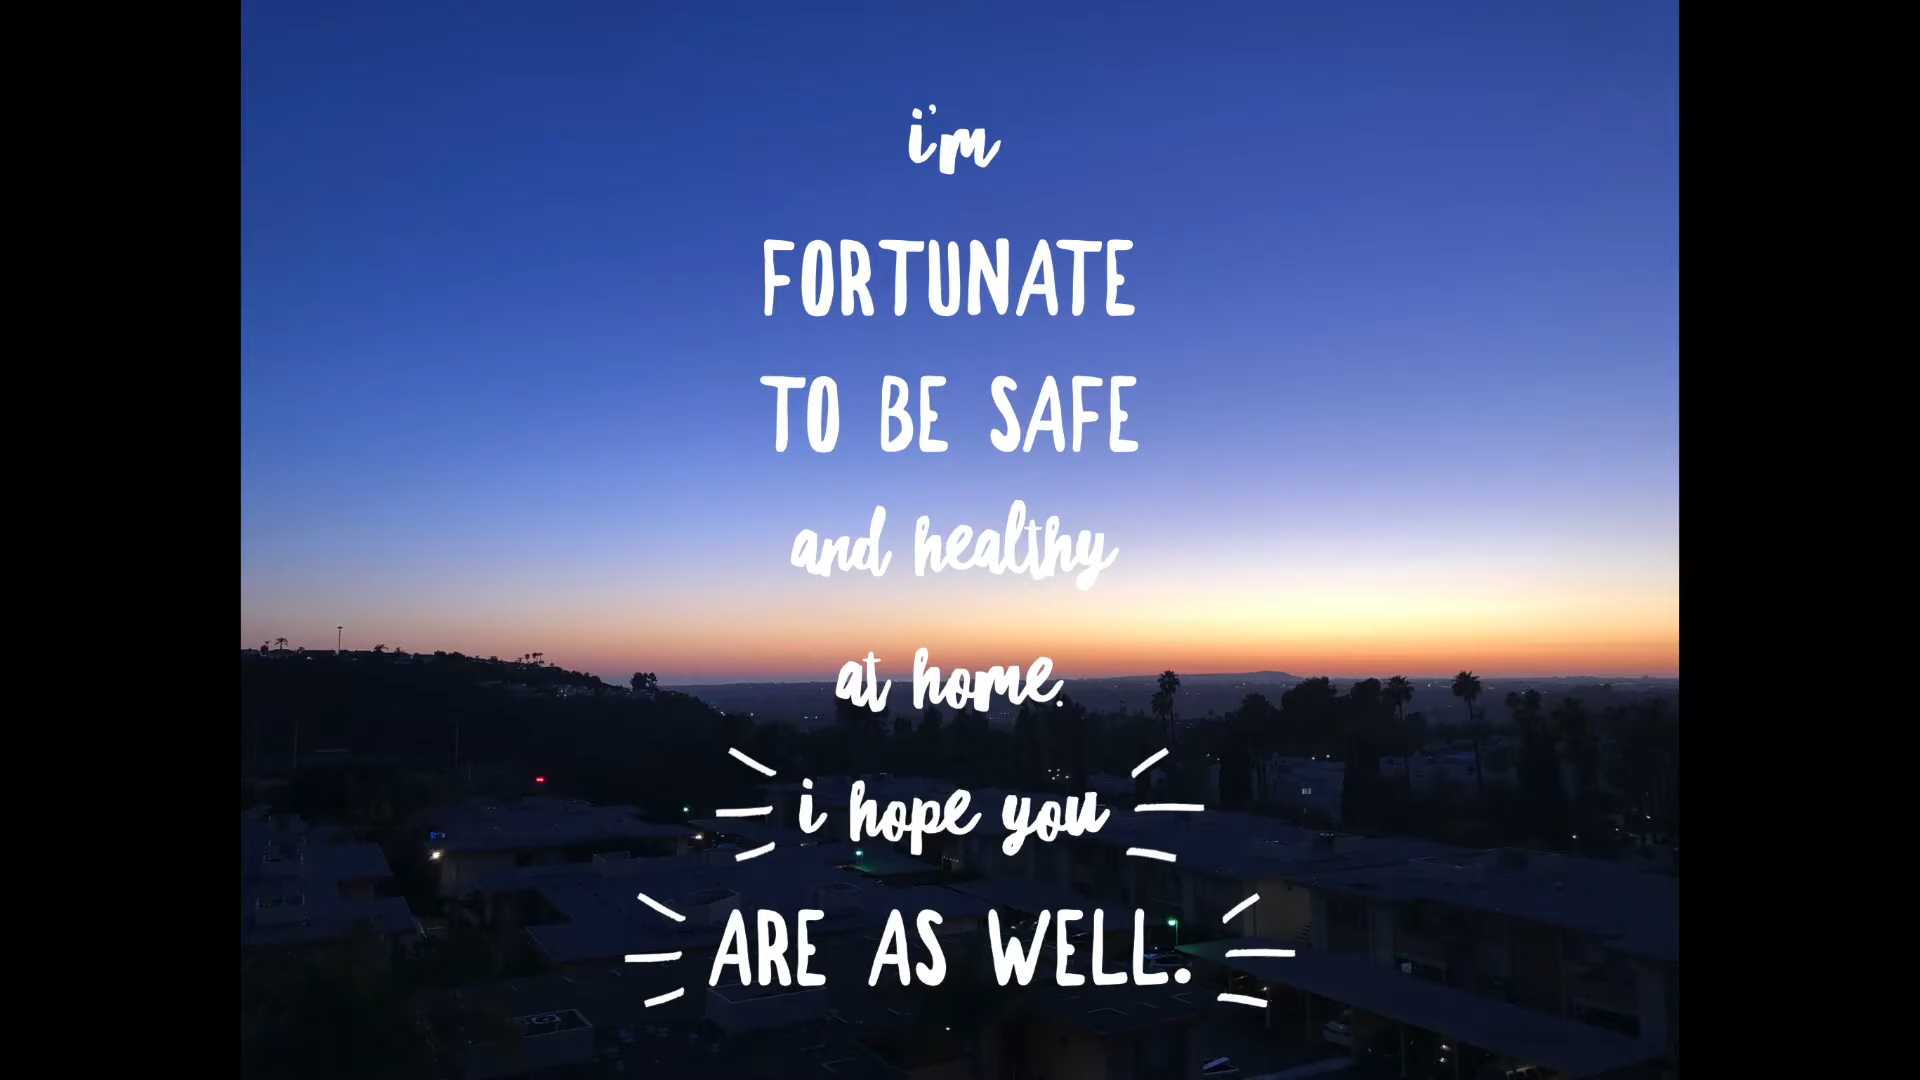 i'm
FORTUNATE
TO BE SAFE
and healthy
at home.
i hope you
ARE AS WELL.